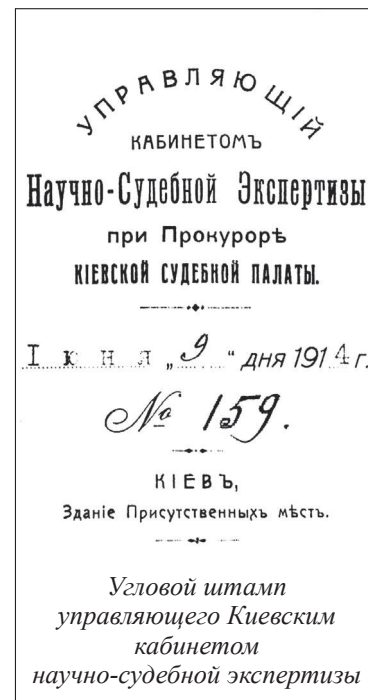 УПРАВЛЯЮЩІЙ
КАБИНЕТОМЪ
Научно-Судебной Экспертизы
при Прокурорѣ
КІЕВСКОЙ СУДЕБНОЙ ПАЛАТЫ.
Iюня „9“ дня 1914 г.
№ 159.
КІЕВЪ,
Зданіе Присутственныхъ мѣстъ.
Угловой штамп
управляющего Киевским
кабинетом
научно-судебной экспертизы